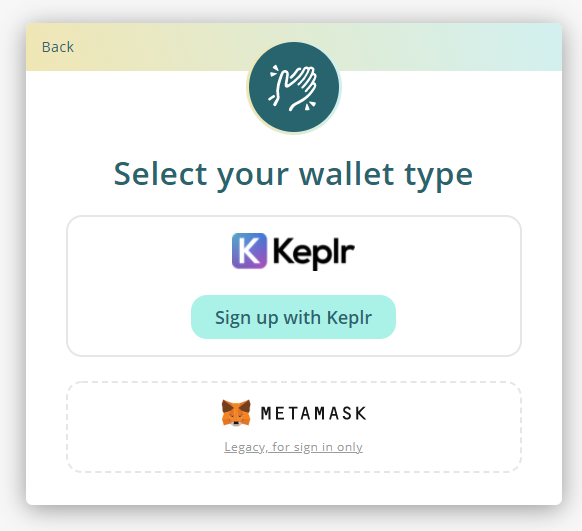 Back
Select your wallet type
Keplr
Sign up with Keplr
METAMASK
Legacy, for sign in only